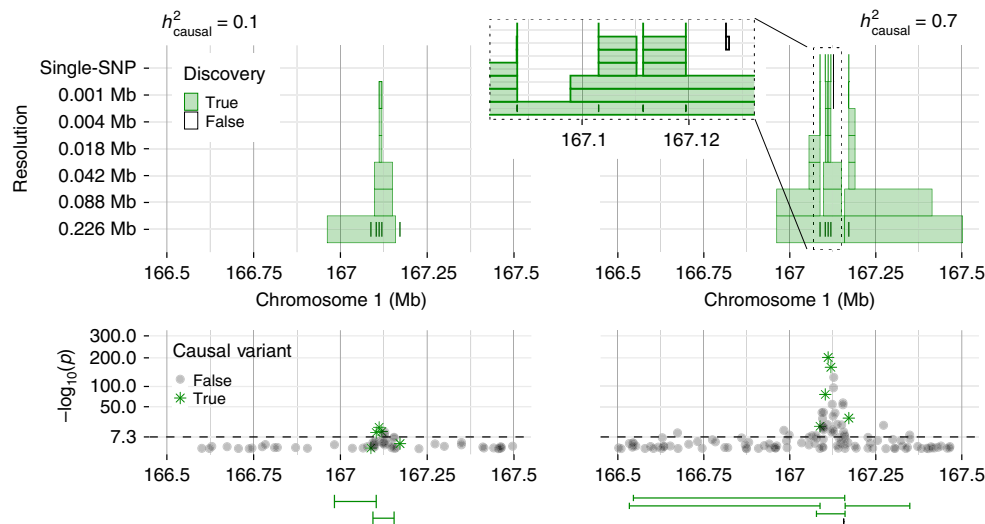 h²causal = 0.1
h²causal = 0.7
Resolution
Single-SNP
0.001 Mb
0.004 Mb
0.018 Mb
0.042 Mb
0.088 Mb
0.226 Mb
Discovery
True
False
167.1 167.12
166.5 166.75 167 167.25 167.5
166.5 166.75 167 167.25 167.5
Chromosome 1 (Mb)
Chromosome 1 (Mb)
−log₁₀(p)
300.0
200.0
100.0
50.0
7.3
Causal variant
False
True
166.5 166.75 167 167.25 167.5
166.5 166.75 167 167.25 167.5